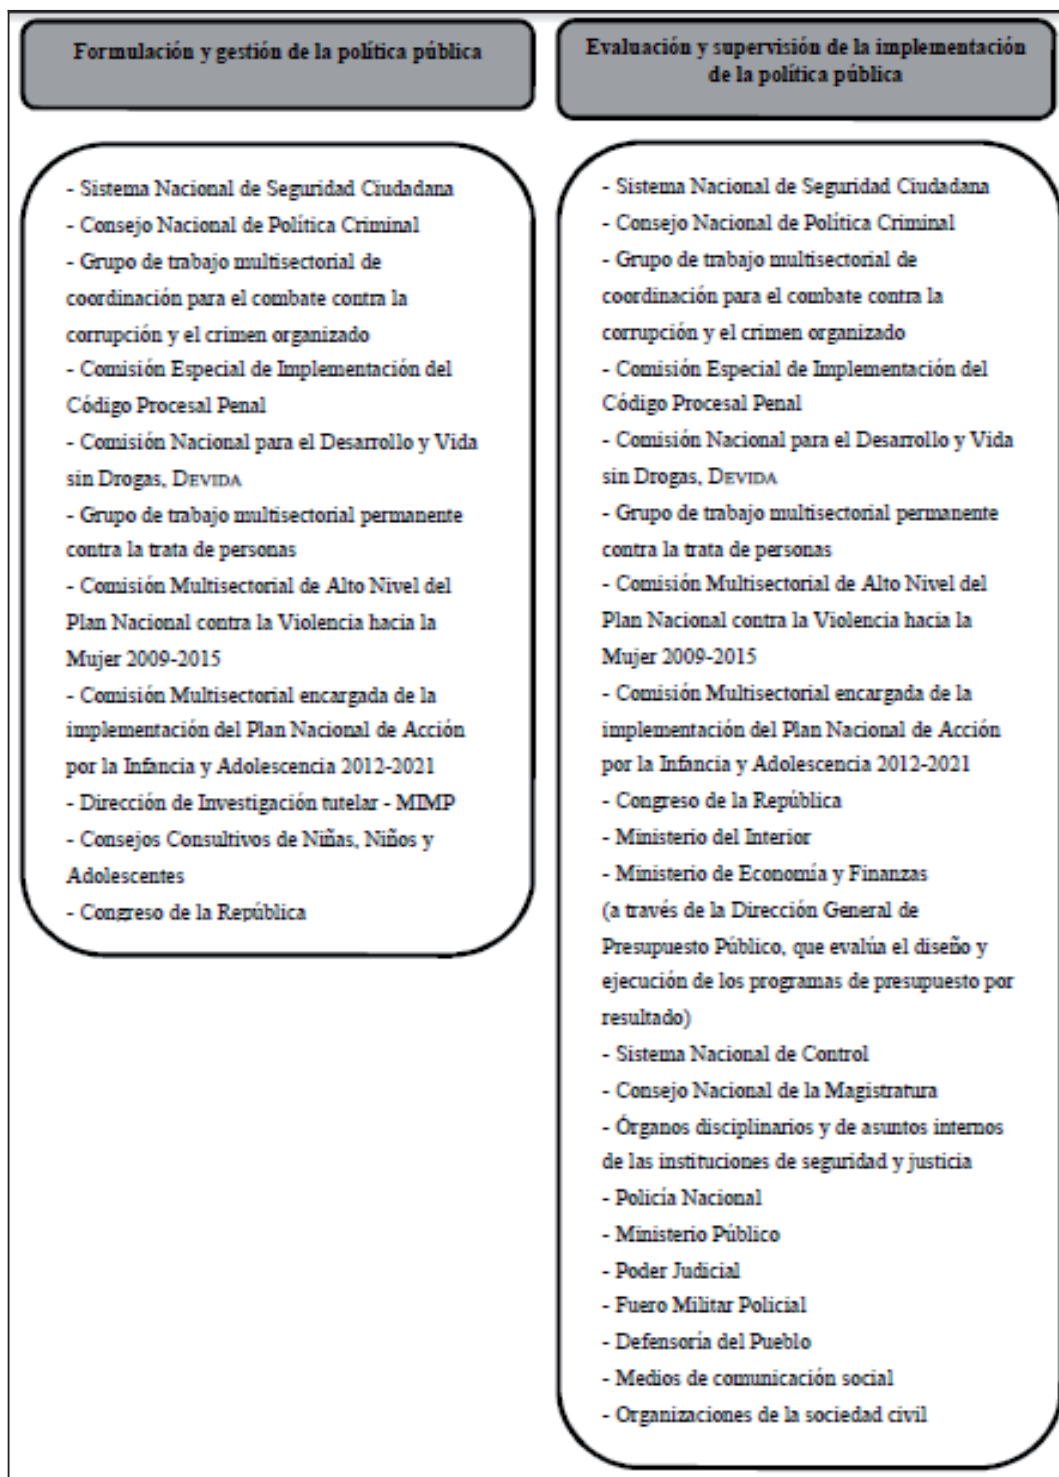 Formulación y gestión de la política pública
- Sistema Nacional de Seguridad Ciudadana
- Consejo Nacional de Política Criminal
- Grupo de trabajo multisectorial de
coordinación para el combate contra la
corrupción y el crimen organizado
- Comisión Especial de Implementación del
Código Procesal Penal
- Comisión Nacional para el Desarrollo y Vida
sin Drogas, DEVIDA
- Grupo de trabajo multisectorial permanente
contra la trata de personas
- Comisión Multisectorial de Alto Nivel del
Plan Nacional contra la Violencia hacia la
Mujer 2009-2015
- Comisión Multisectorial encargada de la
implementación del Plan Nacional de Acción
por la Infancia y Adolescencia 2012-2021
- Dirección de Investigación tutelar - MIMP
- Consejos Consultivos de Niñas, Niños y
Adolescentes
- Congreso de la República
Evaluación y supervisión de la implementación
de la política pública
- Sistema Nacional de Seguridad Ciudadana
- Consejo Nacional de Política Criminal
- Grupo de trabajo multisectorial de
coordinación para el combate contra la
corrupción y el crimen organizado
- Comisión Especial de Implementación del
Código Procesal Penal
- Comisión Nacional para el Desarrollo y Vida
sin Drogas, DEVIDA
- Grupo de trabajo multisectorial permanente
contra la trata de personas
- Comisión Multisectorial de Alto Nivel del
Plan Nacional contra la Violencia hacia la
Mujer 2009-2015
- Comisión Multisectorial encargada de la
implementación del Plan Nacional de Acción
por la Infancia y Adolescencia 2012-2021
- Congreso de la República
- Ministerio del Interior
- Ministerio de Economía y Finanzas
(a través de la Dirección General de
Presupuesto Público, que evalúa el diseño y
ejecución de los programas de presupuesto por
resultado)
- Sistema Nacional de Control
- Consejo Nacional de la Magistratura
- Órganos disciplinarios y de asuntos internos
de las instituciones de seguridad y justicia
- Policía Nacional
- Ministerio Público
- Poder Judicial
- Fuero Militar Policial
- Defensoría del Pueblo
- Medios de comunicación social
- Organizaciones de la sociedad civil